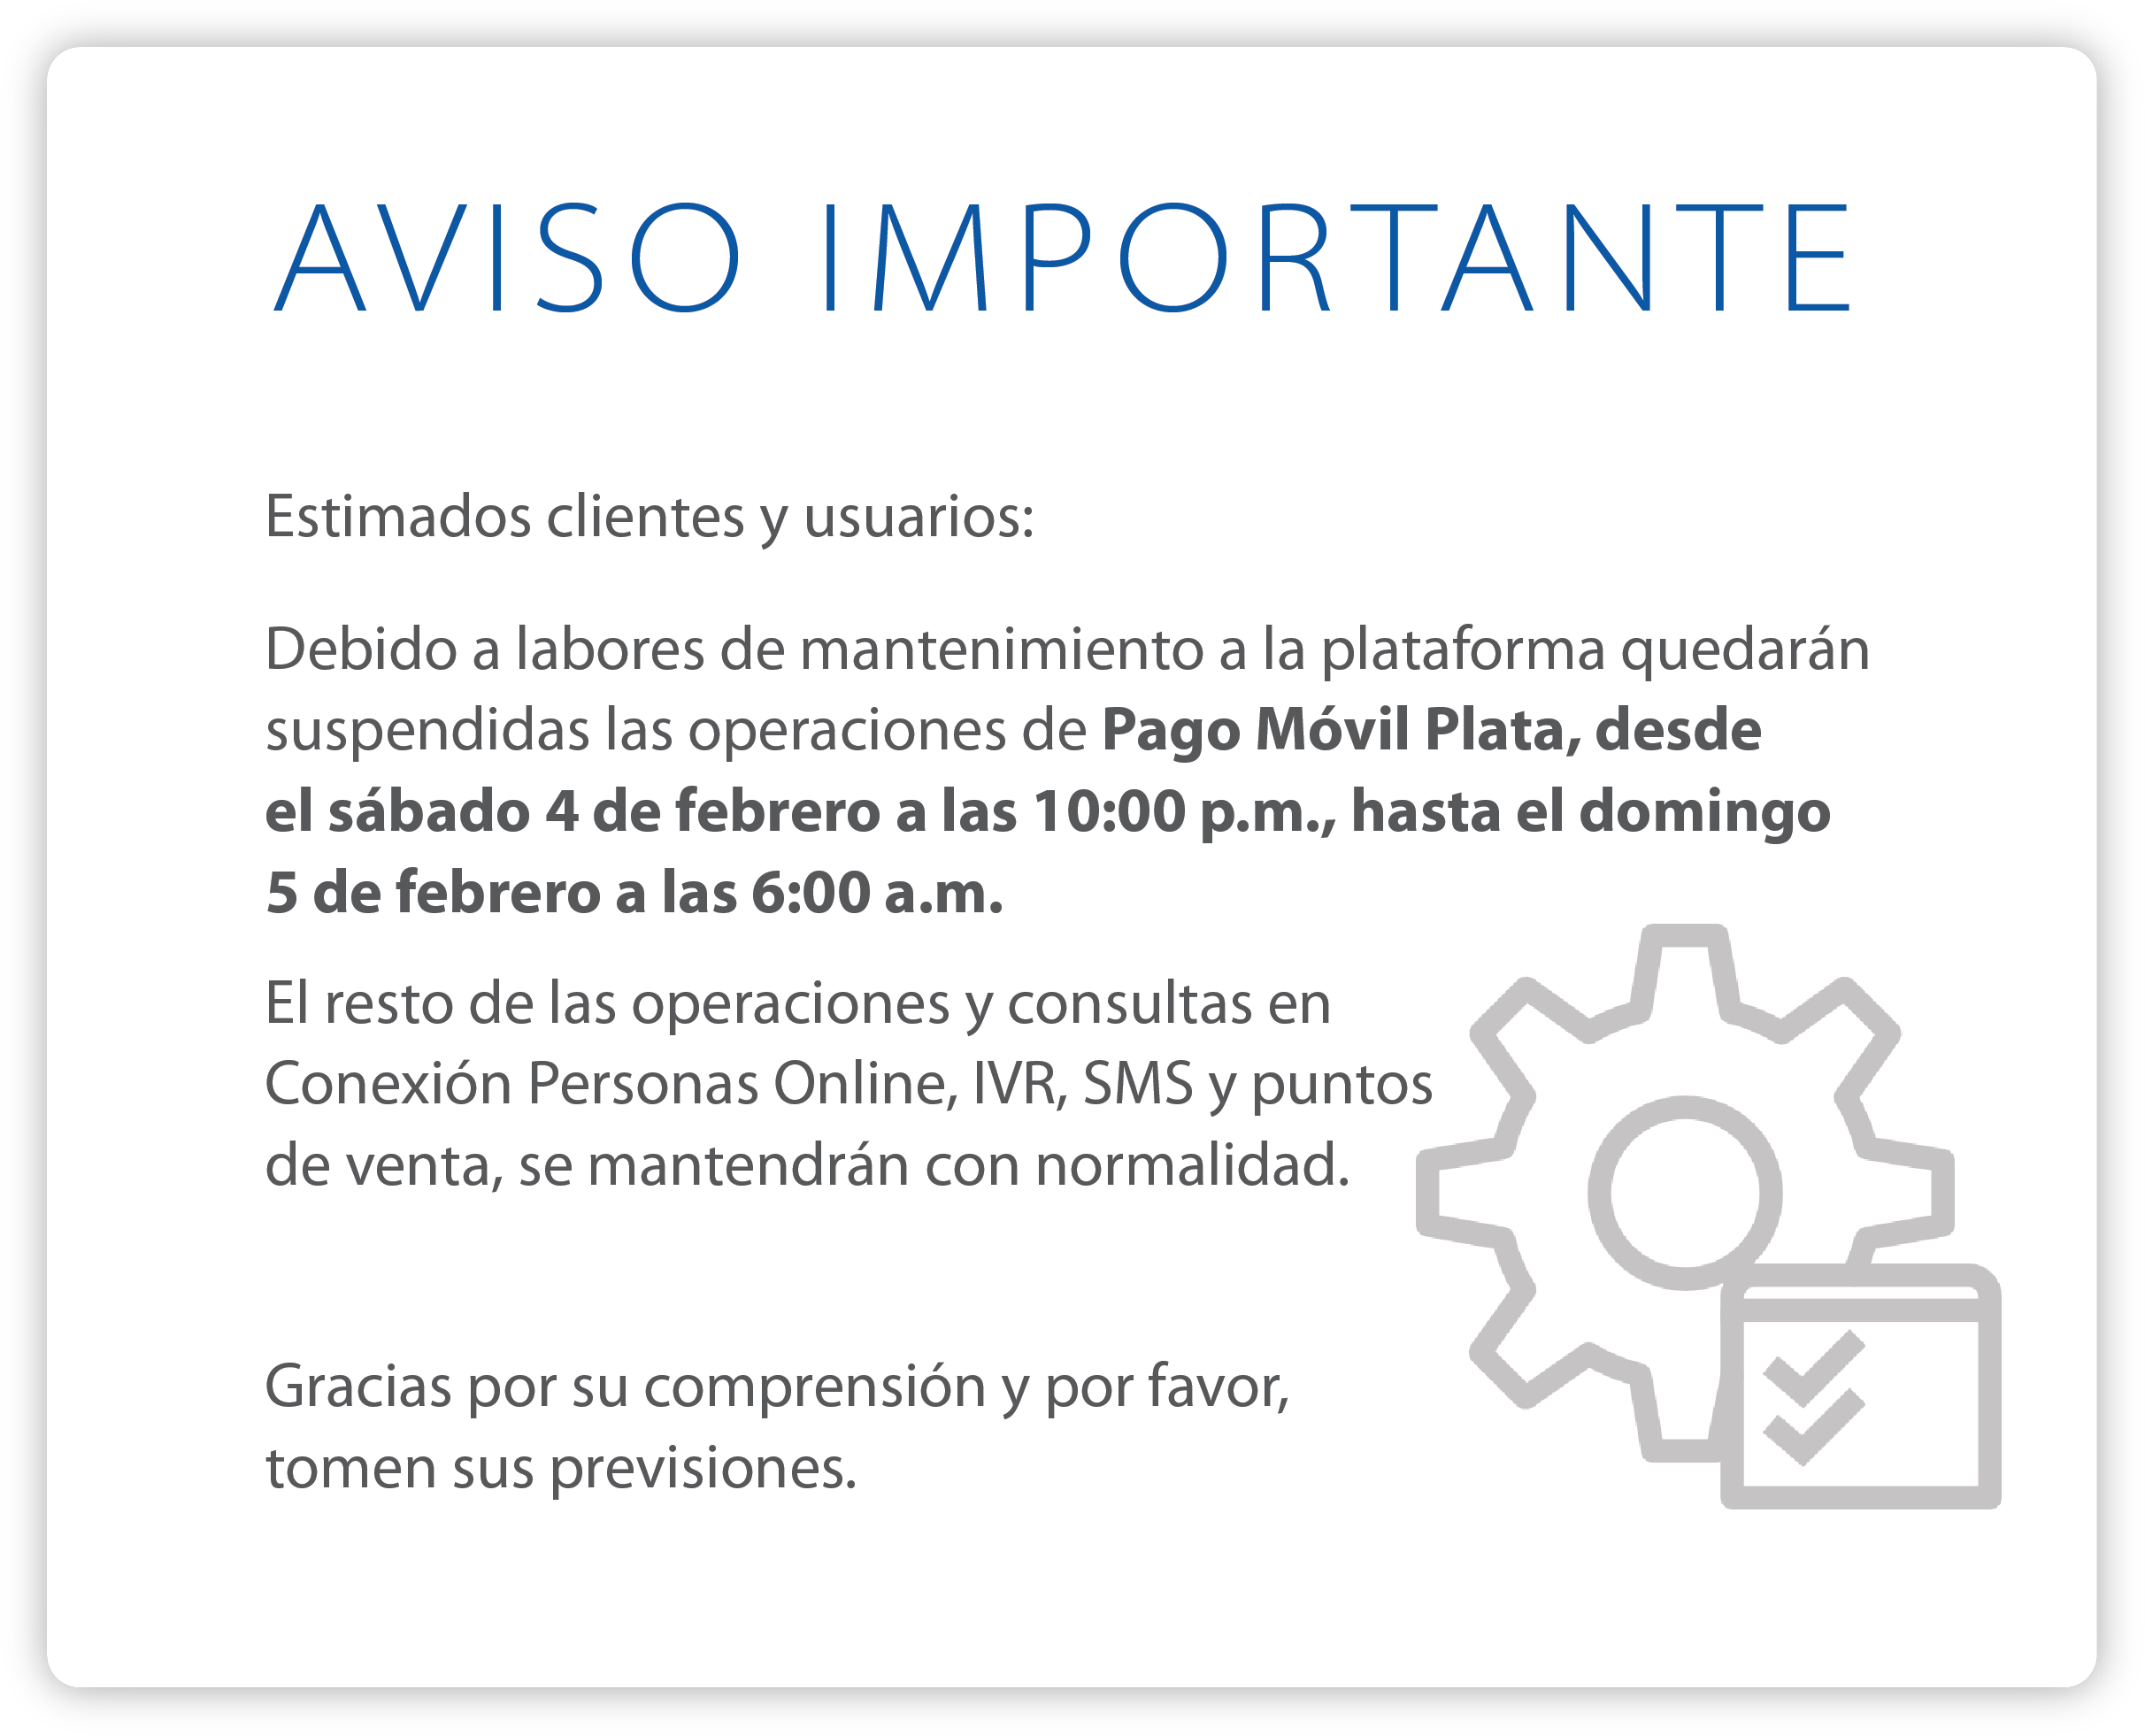 AVISO IMPORTANTE
Estimados clientes y usuarios:
Debido a labores de mantenimiento a la plataforma quedarán
suspendidas las operaciones de Pago Móvil Plata, desde
el sábado 4 de febrero a las 10:00 p.m., hasta el domingo
5 de febrero a las 6:00 a.m.
El resto de las operaciones y consultas en
Conexión Personas Online, IVR, SMS y puntos
de venta, se mantendrán con normalidad.
Gracias por su comprensión y por favor,
tomen sus previsiones.